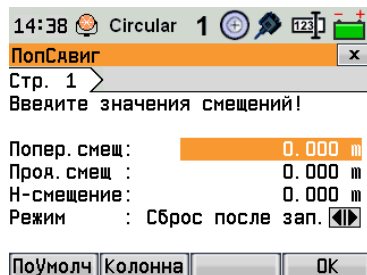 14:38 Circular 1 123
ПопСдвиг x
Стр. 1
Введите значения смещений!
Попер.смещ: 0.000 m
Прод.смещ : 0.000 m
Н-смещение: 0.000 m
Режим : Сброс после зап.
ПоУмолч Колонна OK